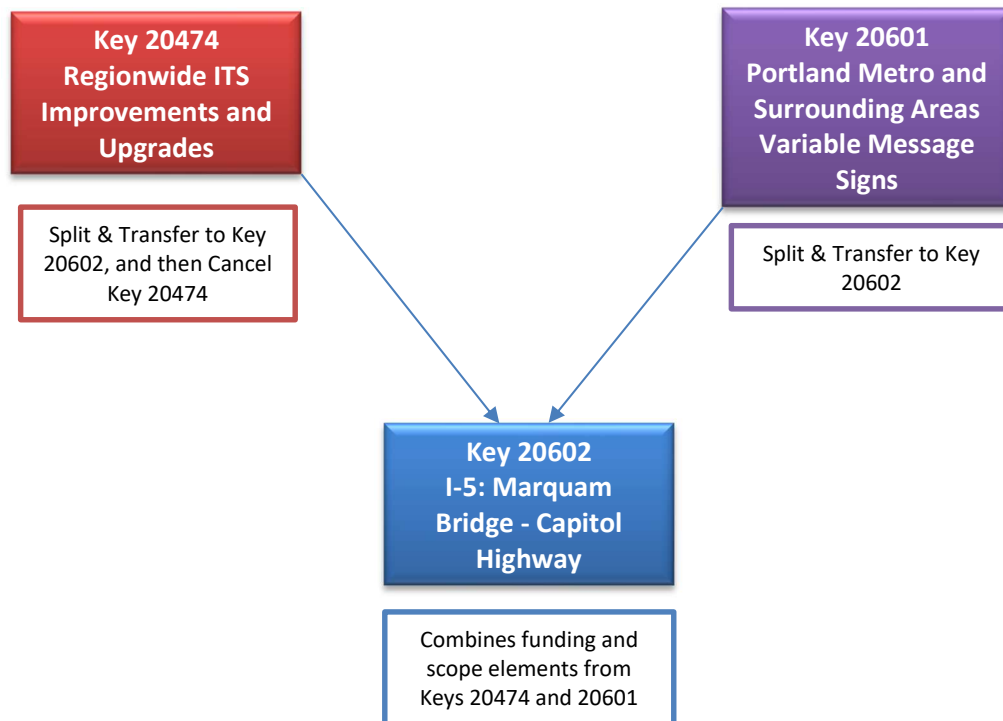 Key 20474
Regionwide ITS
Improvements and
Upgrades
Split & Transfer to Key
20602, and then Cancel
Key 20474
Key 20601
Portland Metro and
Surrounding Areas
Variable Message
Signs
Split & Transfer to Key
20602
Key 20602
I-5: Marquam
Bridge - Capitol
Highway
Combines funding and
scope elements from
Keys 20474 and 20601